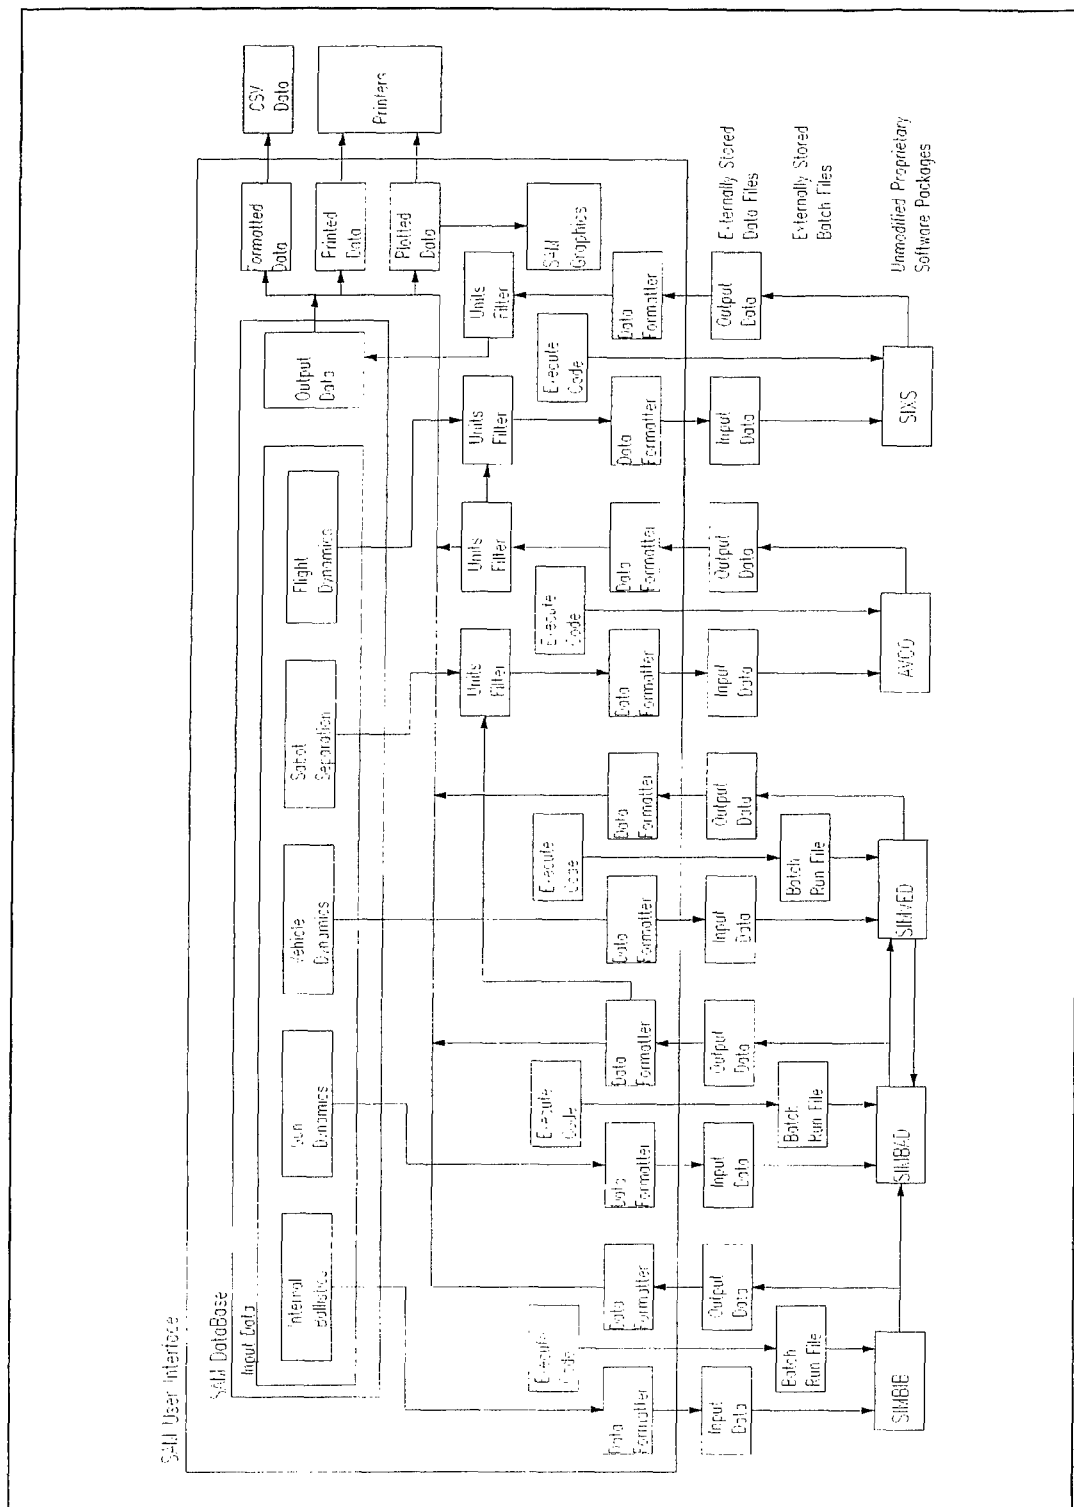 SAM User Interface
SAM DataBase
Input Data
Internal
Ballistics
Gun
Dynamics
Vehicle
Dynamics
Sabot
Separation
Flight
Dynamics
Output
Data
Formatted
Data
CSV
Data
Printed
Data
Printers
Plotted
Data
SAM
Graphics
Units
Filter
Units
Filter
Units
Filter
Units
Filter
Execute
Code
Execute
Code
Execute
Code
Execute
Code
Execute
Code
Data
Formatter
Data
Formatter
Data
Formatter
Data
Formatter
Data
Formatter
Data
Formatter
Data
Formatter
Data
Formatter
Data
Formatter
Data
Formatter
Input
Data
Output
Data
Input
Data
Output
Data
Input
Data
Output
Data
Input
Data
Output
Data
Input
Data
Output
Data
Externally Stored
Data Files
Batch
Run File
Batch
Run File
Batch
Run File
Externally Stored
Batch Files
SIMBIB
SIMBAD
SIMVED
AVCO
SIXS
Unmodified Proprietary
Software Packages